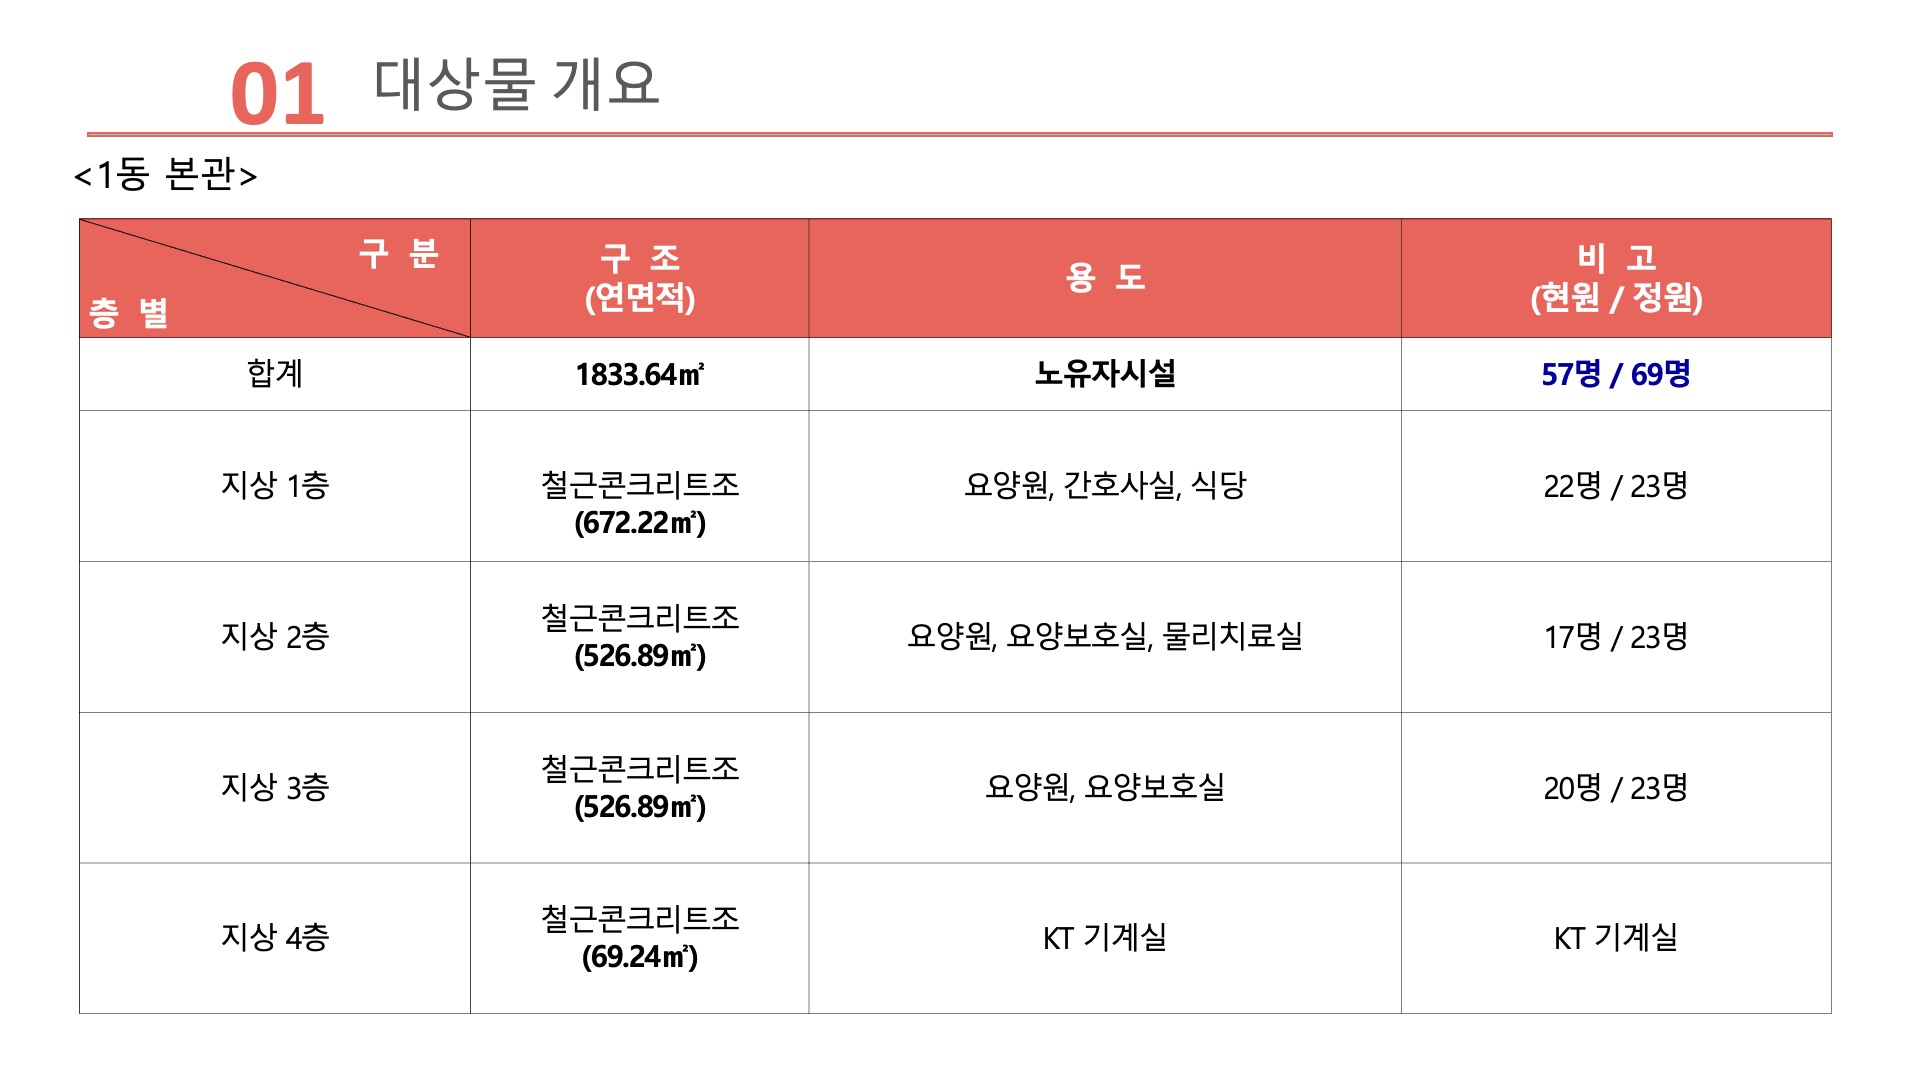 01 대상물 개요
<1동 본관>
구 분
층 별
구 조
(연면적)
용 도
비 고
(현원 / 정원)
합계
1833.64㎡
노유자시설
57명 / 69명
지상 1층
철근콘크리트조
(672.22㎡)
요양원, 간호사실, 식당
22명 / 23명
지상 2층
철근콘크리트조
(526.89㎡)
요양원, 요양보호실, 물리치료실
17명 / 23명
지상 3층
철근콘크리트조
(526.89㎡)
요양원, 요양보호실
20명 / 23명
지상 4층
철근콘크리트조
(69.24㎡)
KT 기계실
KT 기계실